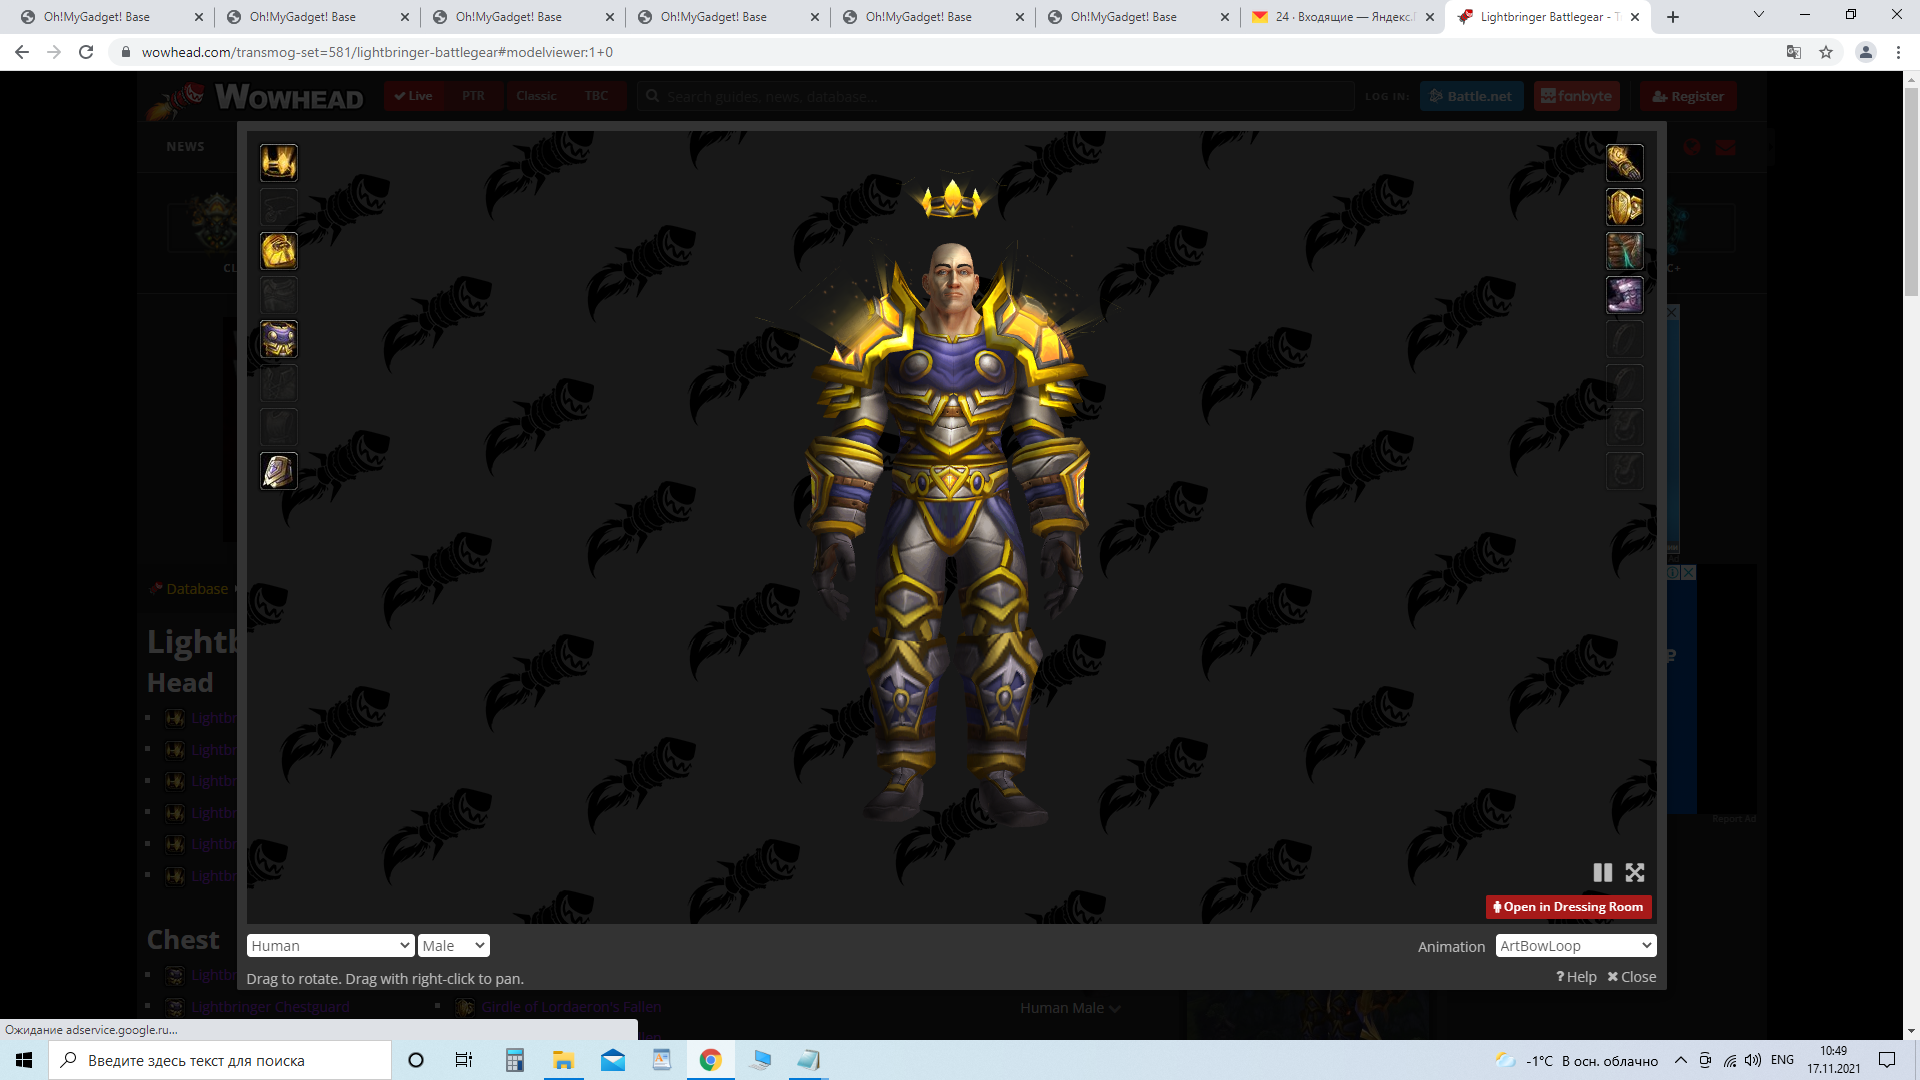 Oh!MyGadget! Base
Oh!MyGadget! Base
Oh!MyGadget! Base
Oh!MyGadget! Base
Oh!MyGadget! Base
Oh!MyGadget! Base
24 · Входящие — Яндекс.
Lightbringer Battlegear -
wowhead.com/transmog-set=581/lightbringer-battlegear#modelviewer:1+0
WOWHEAD
Live
PTR
Classic
TBC
Search guides, news, database...
LOG IN:
Battle.net
fanbyte
Register
NEWS
CL
C+
Database
Lightb
Head
Lightbr
Lightbr
Lightbr
Lightbr
Lightbr
Lightbr
Chest
Lightbr
Lightbringer Chestguard
Girdle of Lordaeron's Fallen
Human Male
Report Ad
Open in Dressing Room
Human
Male
Animation
ArtBowLoop
Drag to rotate. Drag with right-click to pan.
? Help
Close
Ожидание adservice.google.ru...
Введите здесь текст для поиска
-1°C В осн. облачно
ENG
10:49
17.11.2021